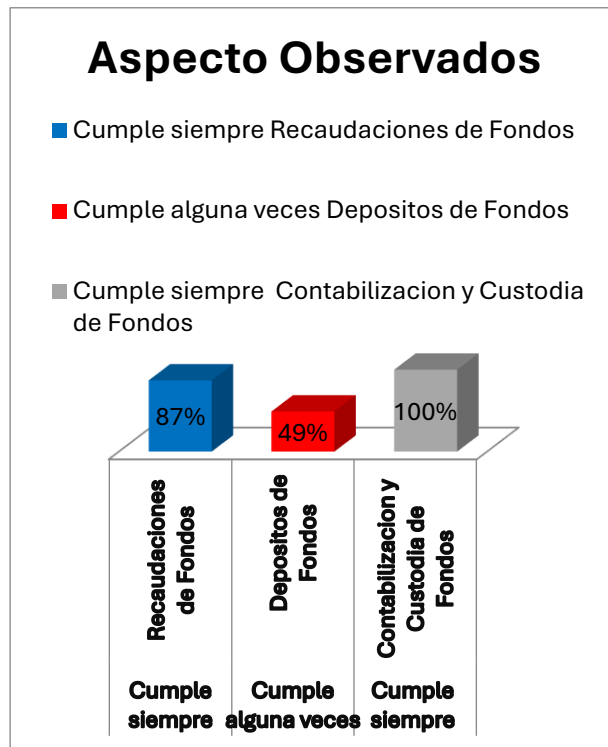 Aspecto Observados
Cumple siempre Recaudaciones de Fondos
Cumple alguna veces Depositos de Fondos
Cumple siempre Contabilizacion y Custodia
de Fondos
87%
49%
100%
Recaudaciones
de Fondos
Depositos de
Fondos
Contabilizacion y
Custodia de
Fondos
Cumple
siempre
Cumple
alguna veces
Cumple
siempre